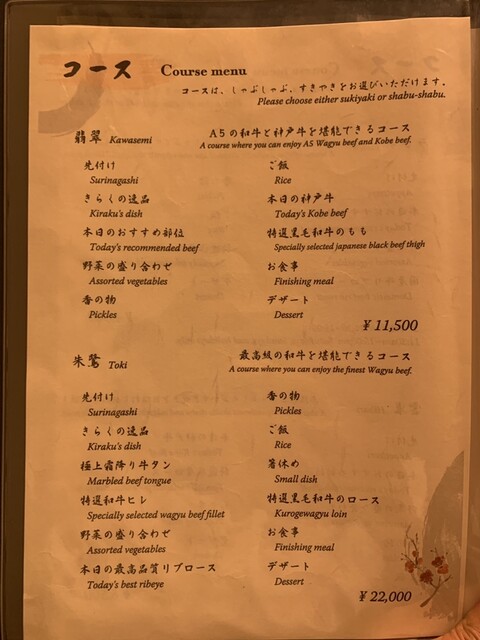 コース Course menu
コースは、しゃぶしゃぶ、すきやきをお選びいただけます。
Please choose either sukiyaki or shabu-shabu.
翡翠 Kawasemi A5の和牛と神戸牛を堪能できるコース
A course where you can enjoy A5 Wagyu beef and Kobe beef.
先付け
Surinagashi
きらくの逸品
Kiraku's dish
本日のおすすめ部位
Today's recommended beef
野菜の盛り合わせ
Assorted vegetables
香の物
Pickles
ご飯
Rice
本日の神戸牛
Today's Kobe beef
特選黒毛和牛のもも
Specially selected japanese black beef thigh
お食事
Finishing meal
デザート
Dessert
¥11,500
朱鷺 Toki 最高級の和牛を堪能できるコース
A course where you can enjoy the finest Wagyu beef.
先付け
Surinagashi
きらくの逸品
Kiraku's dish
極上霜降り牛タン
Marbled beef tongue
特選和牛ヒレ
Specially selected wagyu beef fillet
野菜の盛り合わせ
Assorted vegetables
本日の最高品質リブロース
Today's best ribeye
香の物
Pickles
ご飯
Rice
箸休め
Small dish
特選黒毛和牛のロース
Kurogewagyu loin
お食事
Finishing meal
デザート
Dessert
¥22,000